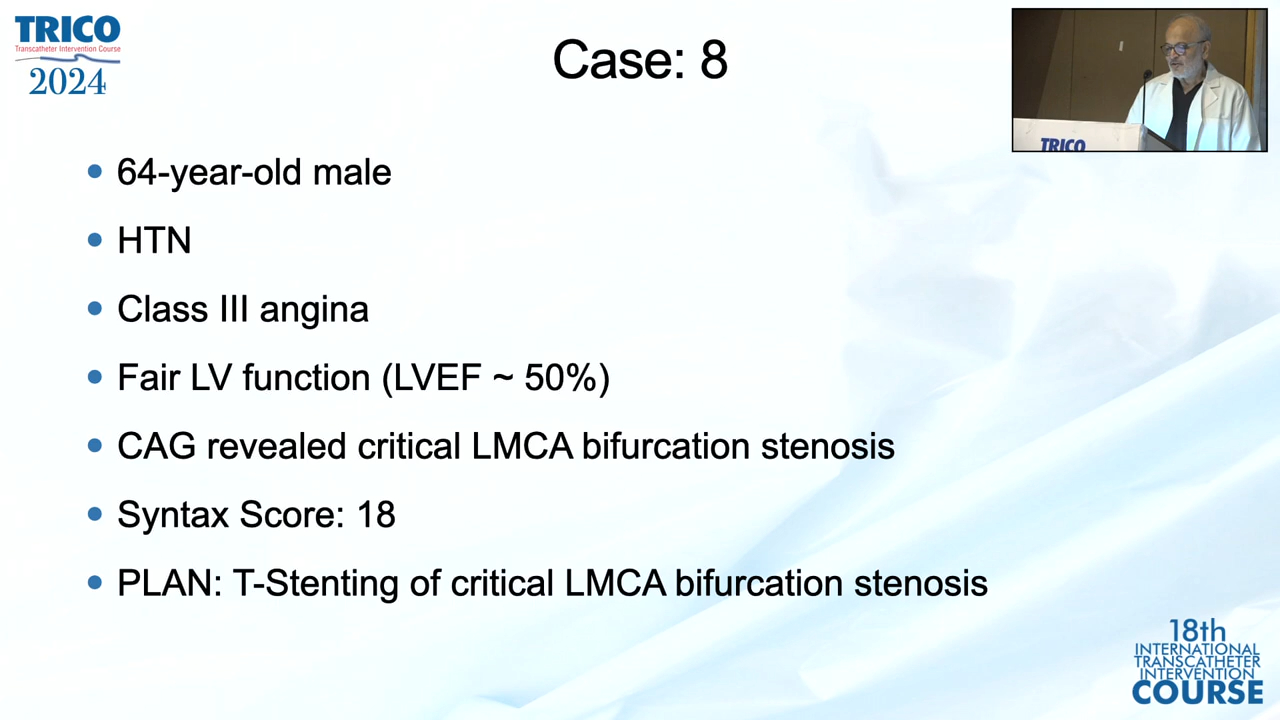 TRICO
Transcatheter Intervention Course
2024
Case: 8
TRICO
64-year-old male
HTN
Class III angina
Fair LV function (LVEF ~ 50%)
CAG revealed critical LMCA bifurcation stenosis
Syntax Score: 18
PLAN: T-Stenting of critical LMCA bifurcation stenosis
18th
INTERNATIONAL
TRANSCATHETER
INTERVENTION
COURSE